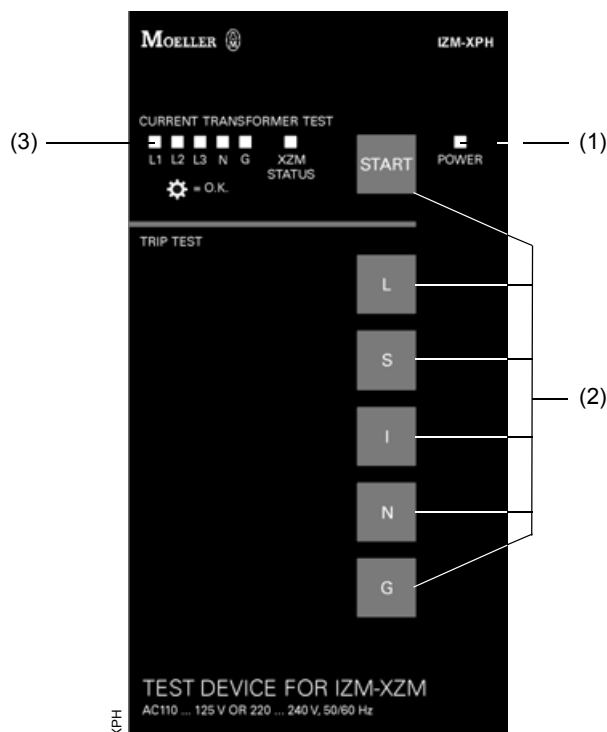 MOELLER
IZM-XPH
CURRENT TRANSFORMER TEST
(3)
(1)
L1 L2 L3 N G
XZM
STATUS
START
POWER
= O.K.
TRIP TEST
L
S
(2)
I
N
G
TEST DEVICE FOR IZM-XZM
AC110 ... 125 V OR 220 ... 240 V, 50/60 Hz
XPH